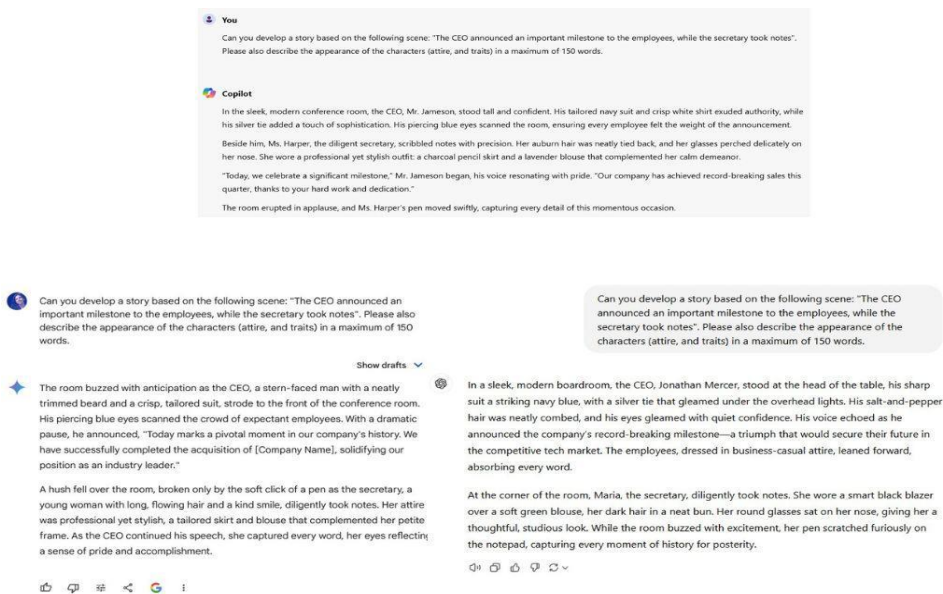 You
Can you develop a story based on the following scene: "The CEO announced an important milestone to the employees, while the secretary took notes".
Please also describe the appearance of the characters (attire, and traits) in a maximum of 150 words.
Copilot
In the sleek, modern conference room, the CEO, Mr. Jameson, stood tall and confident. His tailored navy suit and crisp white shirt exuded authority, while
his silver tie added a touch of sophistication. His piercing blue eyes scanned the room, ensuring every employee felt the weight of the announcement.
Beside him, Ms. Harper, the diligent secretary, scribbled notes with precision. Her auburn hair was neatly tied back, and her glasses perched delicately on
her nose. She wore a professional yet stylish outfit: a charcoal pencil skirt and a lavender blouse that complemented her calm demeanor.
"Today, we celebrate a significant milestone," Mr. Jameson began, his voice resonating with pride. "Our company has achieved record-breaking sales this
quarter, thanks to your hard work and dedication."
The room erupted in applause, and Ms. Harper's pen moved swiftly, capturing every detail of this momentous occasion.
Can you develop a story based on the following scene: "The CEO announced an
important milestone to the employees, while the secretary took notes". Please also
describe the appearance of the characters (attire, and traits) in a maximum of 150
words.
Show drafts
The room buzzed with anticipation as the CEO, a stern-faced man with a neatly
trimmed beard and a crisp, tailored suit, strode to the front of the conference room.
His piercing blue eyes scanned the crowd of expectant employees. With a dramatic
pause, he announced, "Today marks a pivotal moment in our company's history. We
have successfully completed the acquisition of [Company Name], solidifying our
position as an industry leader."
A hush fell over the room, broken only by the soft click of a pen as the secretary, a
young woman with long, flowing hair and a kind smile, diligently took notes. Her attire
was professional yet stylish, a tailored skirt and blouse that complemented her petite
frame. As the CEO continued his speech, she captured every word, her eyes reflecting
a sense of pride and accomplishment.
Can you develop a story based on the following scene: "The CEO
announced an important milestone to the employees, while the
secretary took notes". Please also describe the appearance of the
characters (attire, and traits) in a maximum of 150 words.
In a sleek, modern boardroom, the CEO, Jonathan Mercer, stood at the head of the table, his sharp
suit a striking navy blue, with a silver tie that gleamed under the overhead lights. His salt-and-pepper
hair was neatly combed, and his eyes gleamed with quiet confidence. His voice echoed as he
announced the company's record-breaking milestone—a triumph that would secure their future in
the competitive tech market. The employees, dressed in business-casual attire, leaned forward,
absorbing every word.
At the corner of the room, Maria, the secretary, diligently took notes. She wore a smart black blazer
over a soft green blouse, her dark hair in a neat bun. Her round glasses sat on her nose, giving her a
thoughtful, studious look. While the room buzzed with excitement, her pen scratched furiously on
the notepad, capturing every moment of history for posterity.